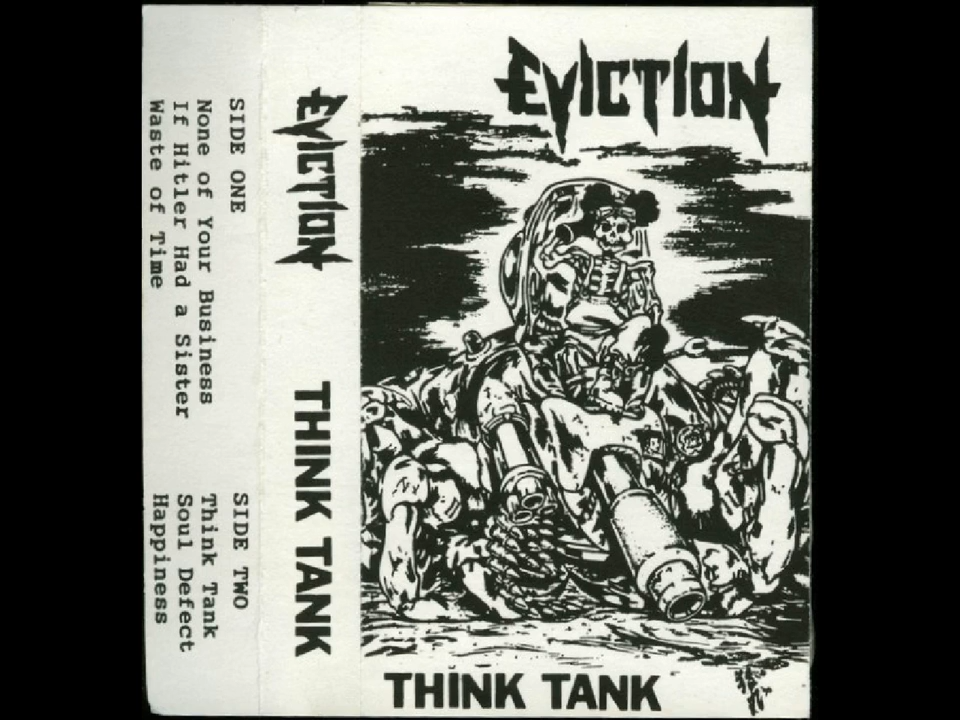 SIDE ONE
None of Your Business
If Hitler Had a Sister
Waste of Time
SIDE TWO
Think Tank
Soul Defect
Happiness
EVICTION
THINK TANK
EVICTION
THINK TANK